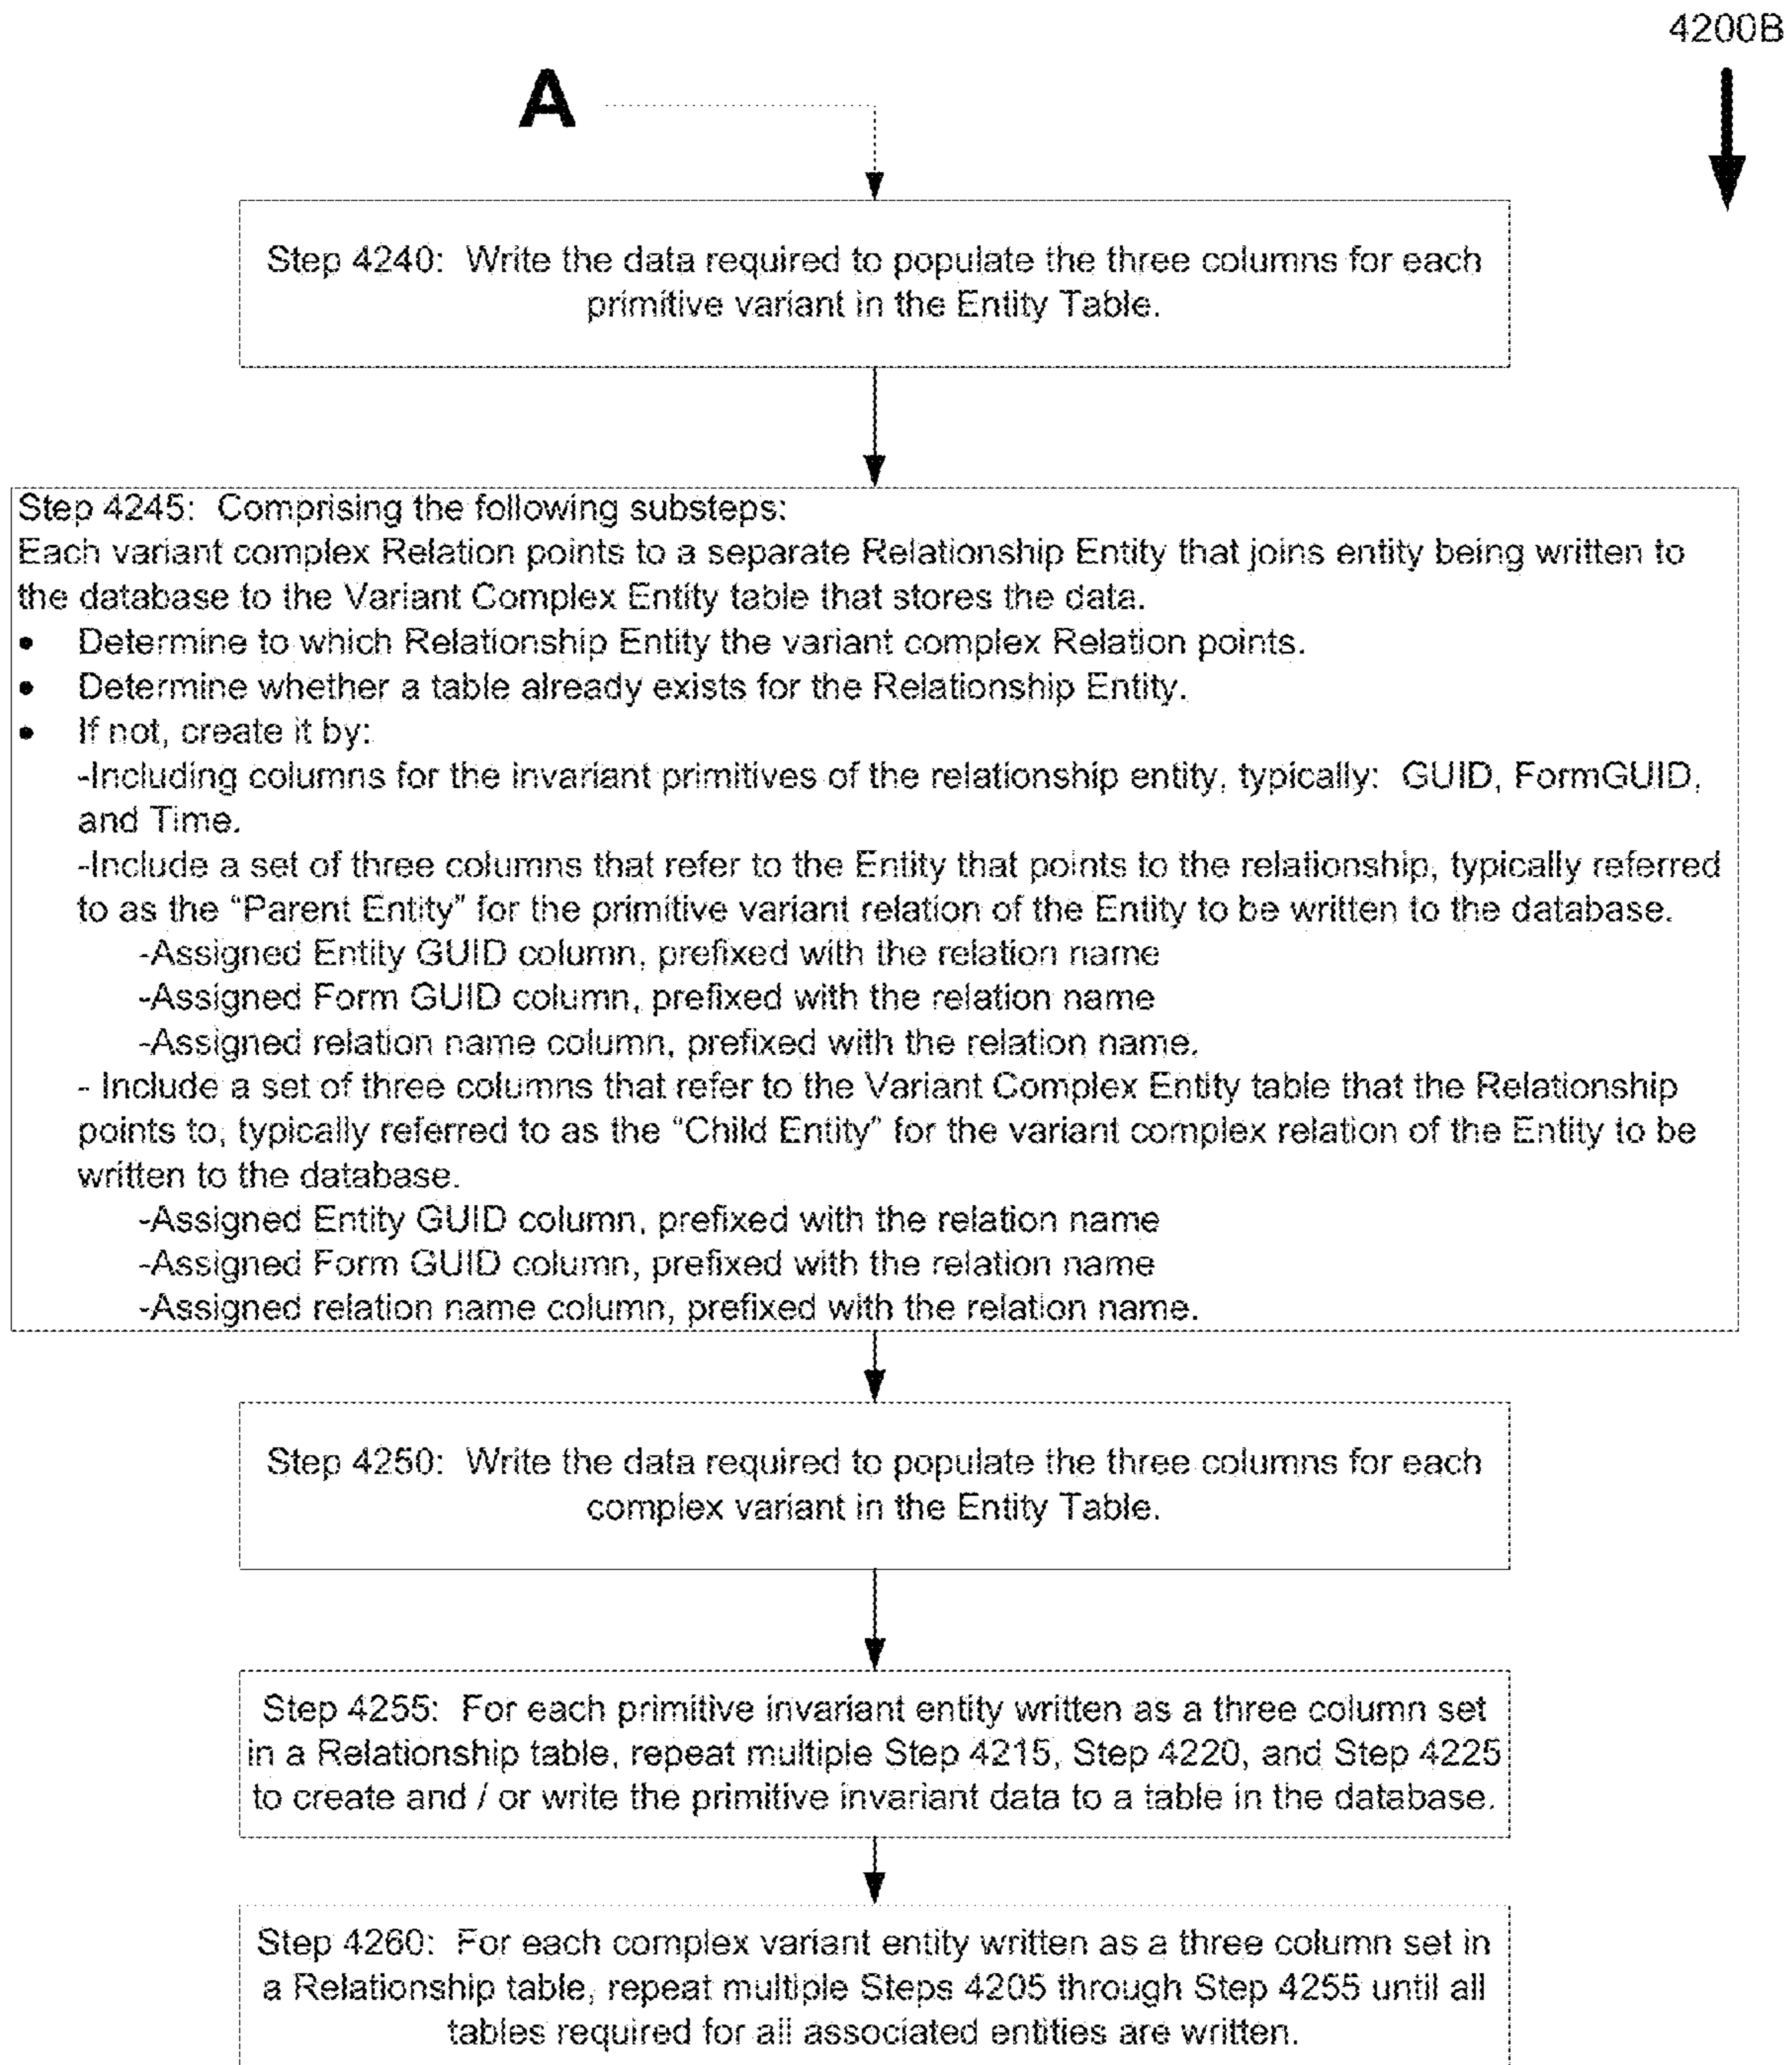 4200B
A
Step 4240: Write the data required to populate the three columns for each
primitive variant in the Entity Table.
Step 4245: Comprising the following substeps:
Each variant complex Relation points to a separate Relationship Entity that joins entity being written to
the database to the Variant Complex Entity table that stores the data.
• Determine to which Relationship Entity the variant complex Relation points.
• Determine whether a table already exists for the Relationship Entity.
• If not, create it by:
-Including columns for the invariant primitives of the relationship entity, typically: GUID, FormGUID,
and Time.
-Include a set of three columns that refer to the Entity that points to the relationship, typically referred
to as the “Parent Entity” for the primitive variant relation of the Entity to be written to the database.
-Assigned Entity GUID column, prefixed with the relation name
-Assigned Form GUID column, prefixed with the relation name
-Assigned relation name column, prefixed with the relation name.
- Include a set of three columns that refer to the Variant Complex Entity table that the Relationship
points to, typically referred to as the “Child Entity” for the variant complex relation of the Entity to be
written to the database.
-Assigned Entity GUID column, prefixed with the relation name
-Assigned Form GUID column, prefixed with the relation name
-Assigned relation name column, prefixed with the relation name.
Step 4250: Write the data required to populate the three columns for each
complex variant in the Entity Table.
Step 4255: For each primitive invariant entity written as a three column set
in a Relationship table, repeat multiple Step 4215, Step 4220, and Step 4225
to create and / or write the primitive invariant data to a table in the database.
Step 4260: For each complex variant entity written as a three column set in
a Relationship table, repeat multiple Steps 4205 through Step 4255 until all
tables required for all associated entities are written.